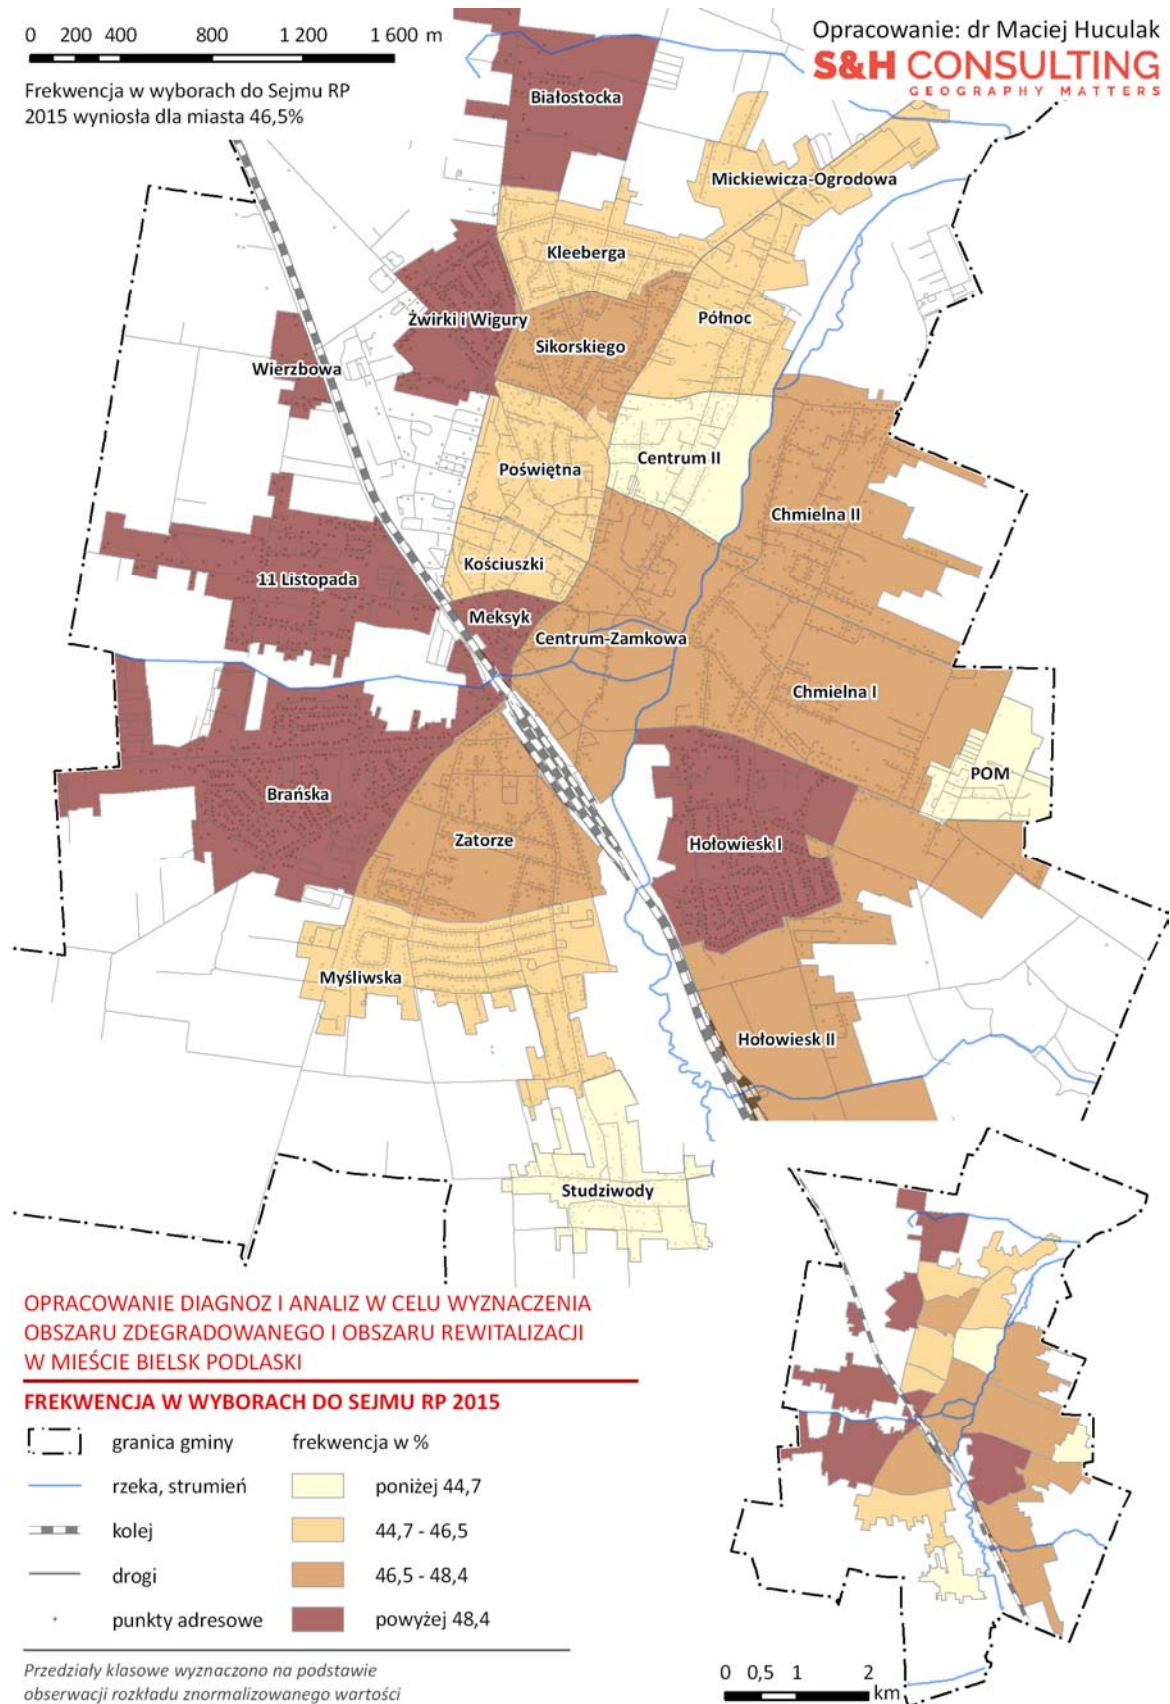 0 200 400 800 1 200 1 600 m
Frekwencja w wyborach do Sejmu RP
2015 wyniosła dla miasta 46,5%
Opracowanie: dr Maciej Huculak
S&H CONSULTING
GEOGRAPHY MATTERS
Białostocka
Mickiewicza-Ogrodowa
Kleeberga
Żwirki i Wigury
Północ
Sikorskiego
Wierzbowa
Centrum II
Poświętna
Chmielna II
Kościuszki
11 Listopada
Meksyk
Centrum-Zamkowa
Chmielna I
POM
Brańska
Zatorze
Hołowiesk I
Myśliwska
Hołowiesk II
Studziwody
OPRACOWANIE DIAGNOZ I ANALIZ W CELU WYZNACZENIA
OBSZARU ZDEGRADOWANEGO I OBSZARU REWITALIZACJI
W MIEŚCIE BIELSK PODLASKI
FREKWENCJA W WYBORACH DO SEJMU RP 2015
granica gminy
rzeka, strumień
kolej
drogi
punkty adresowe
frekwencja w %
poniżej 44,7
44,7 - 46,5
46,5 - 48,4
powyżej 48,4
Przedziały klasowe wyznaczono na podstawie
obserwacji rozkładu znormalizowanego wartości
0 0,5 1 2
km